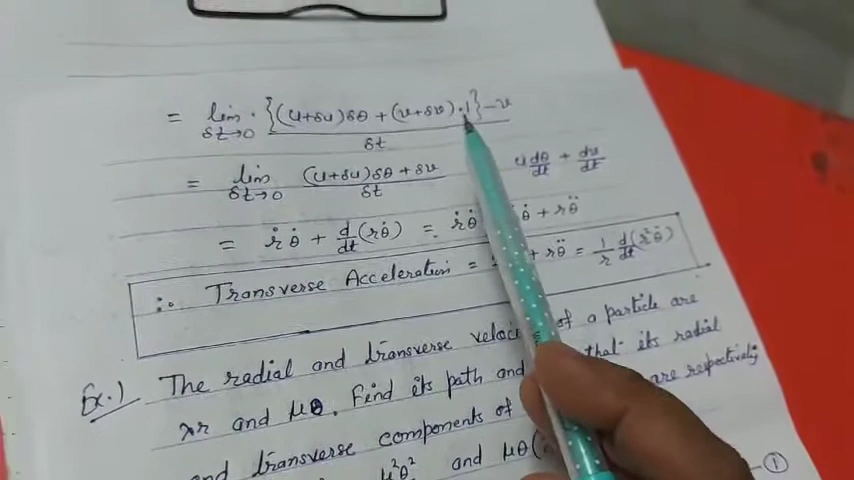 = lim δt→0 {(u+δu)δθ + (v+δv)·1} − v / δt
= lim δt→0 (u+δu)δθ + δv / δt   u dθ/dt + dv/dt
= ṙθ̇ + d/dt (rθ̇) = ṙθ̇ θ̇ + rθ̈
∴ Transverse Acceleration = + rθ̈ = 1/r d/dt (r²θ̇)
Ex.1 The radial and transverse of a particle are
λr and μθ. Find its path and that its radial
and transverse components of are respectively
μ²θ² and μθ ①